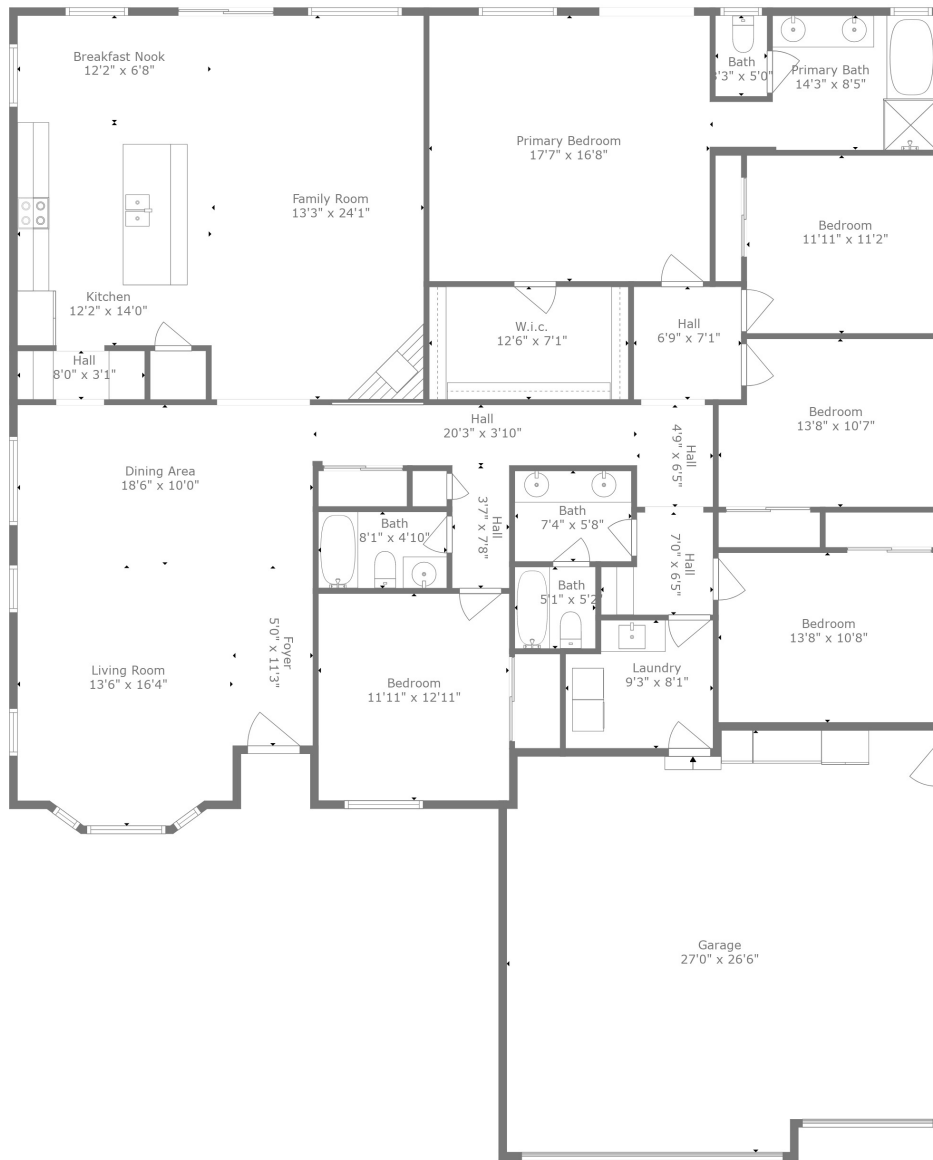 Breakfast Nook
12'2" x 6'8"
Bath
3'3" x 5'0"
Primary Bath
14'3" x 8'5"
Primary Bedroom
17'7" x 16'8"
Family Room
13'3" x 24'1"
Bedroom
11'11" x 11'2"
Kitchen
12'2" x 14'0"
W.i.c.
12'6" x 7'1"
Hall
6'9" x 7'1"
Hall
8'0" x 3'1"
Bedroom
13'8" x 10'7"
Hall
20'3" x 3'10"
Hall
4'9" x 6'5"
Dining Area
18'6" x 10'0"
Hall
3'7" x 7'8"
Bath
7'4" x 5'8"
Bath
8'1" x 4'10"
Hall
7'0" x 6'5"
Bath
5'1" x 5'2"
Bedroom
13'8" x 10'8"
Foyer
5'0" x 11'3"
Living Room
13'6" x 16'4"
Bedroom
11'11" x 12'11"
Laundry
9'3" x 8'1"
Garage
27'0" x 26'6"